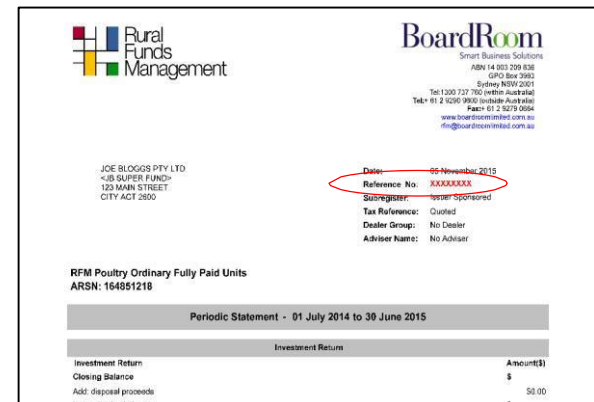 Rural
Funds
Management
BoardRoom
Smart Business Solutions
ABN 14 003 209 836
GPO Box 3993
Sydney NSW 2001
Tel:1300 737 760 (within Australia)
Tel:+ 61 2 9290 9600 (outside Australia)
Fax:+ 61 2 9279 0664
www.boardroomlimited.com.au
rfm@boardroomlimited.com.au
JOE BLOGGS PTY LTD
<JB SUPER FUND>
123 MAIN STREET
CITY ACT 2600
Date: 05 November 2015
Reference No: XXXXXXXX
Subregister: Issuer Sponsored
Tax Reference: Quoted
Dealer Group: No Dealer
Adviser Name: No Adviser
RFM Poultry Ordinary Fully Paid Units
ARSN: 164851218
Periodic Statement - 01 July 2014 to 30 June 2015
Investment Return
Investment Return Amount($)
Closing Balance $
Add: disposal proceeds $0.00